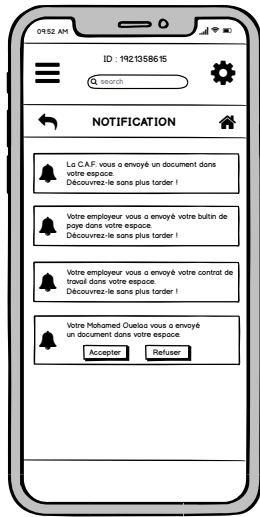 09:52 AM
ID : 1921358615
search
NOTIFICATION
La C.A.F. vous a envoyé un document dans
votre espace.
Découvrez-le sans plus tarder !
Votre employeur vous a envoyé votre bultin de
paye dans votre espace.
Découvrez-le sans plus tarder !
Votre employeur vous a envoyé votre contrat de
travail dans votre espace.
Découvrez-le sans plus tarder !
Votre Mohamed Ouelaa vous a envoyé
un document dans votre espace.
Accepter Refuser